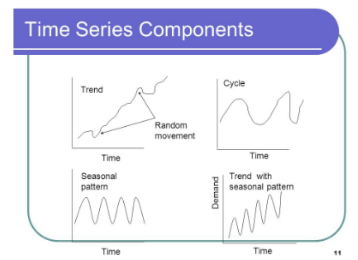 Time Series Components
Trend
Random
movement
Time
Cycle
Time
Seasonal
pattern
Time
Demand
Trend with
seasonal pattern
Time
11